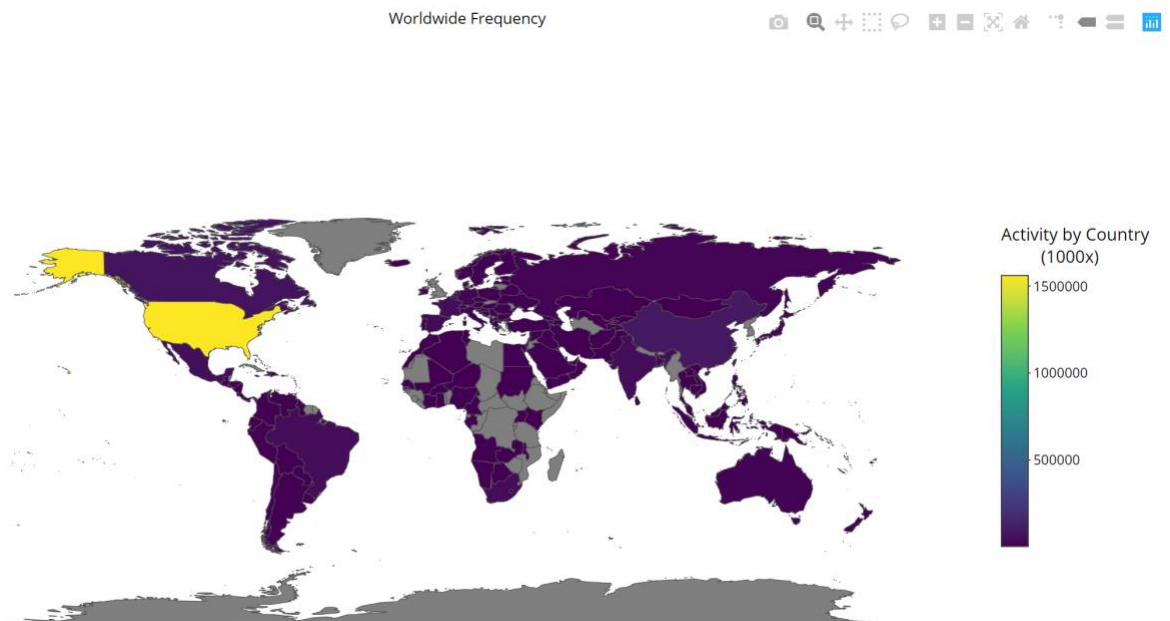 Worldwide Frequency
Activity by Country
(1000x)
1500000
1000000
500000